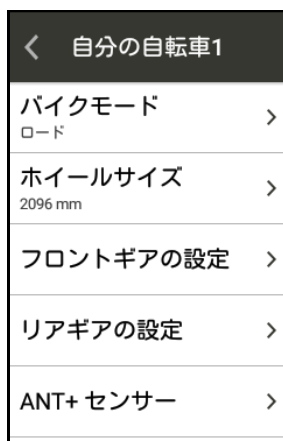 自分の自転車1
バイクモード
ロード
ホイールサイズ
2096 mm
フロントギアの設定
リアギアの設定
ANT+ センサー